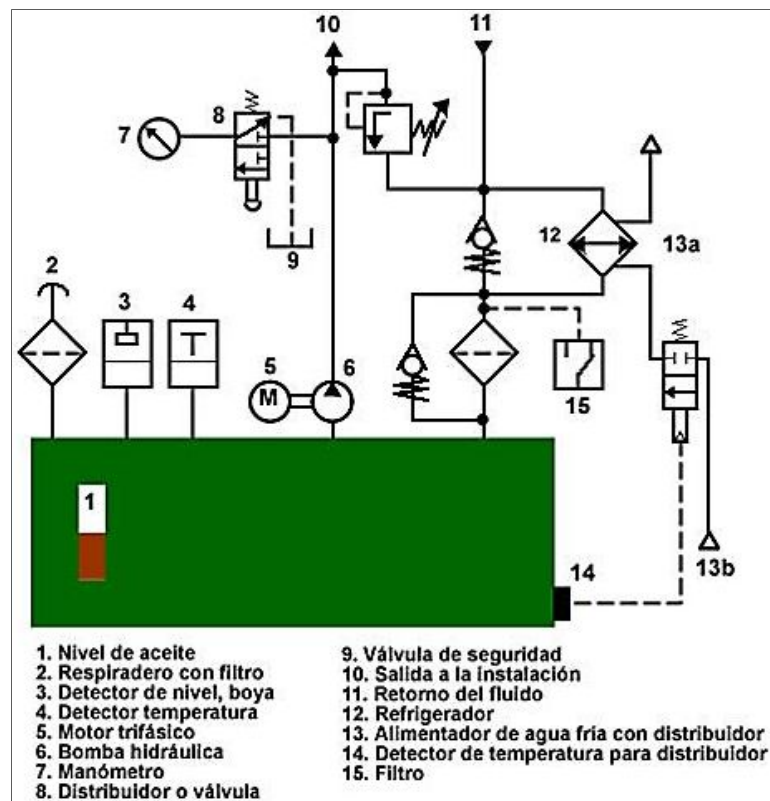 10
11
8
7
9
12
13a
2
3
4
5
M
6
15
1
14
13b
1. Nivel de aceite
2. Respiradero con filtro
3. Detector de nivel, boya
4. Detector temperatura
5. Motor trifásico
6. Bomba hidráulica
7. Manómetro
8. Distribuidor o válvula
9. Válvula de seguridad
10. Salida a la instalación
11. Retorno del fluido
12. Refrigerador
13. Alimentador de agua fria con distribuidor
14. Detector de temperatura para distribuidor
15. Filtro